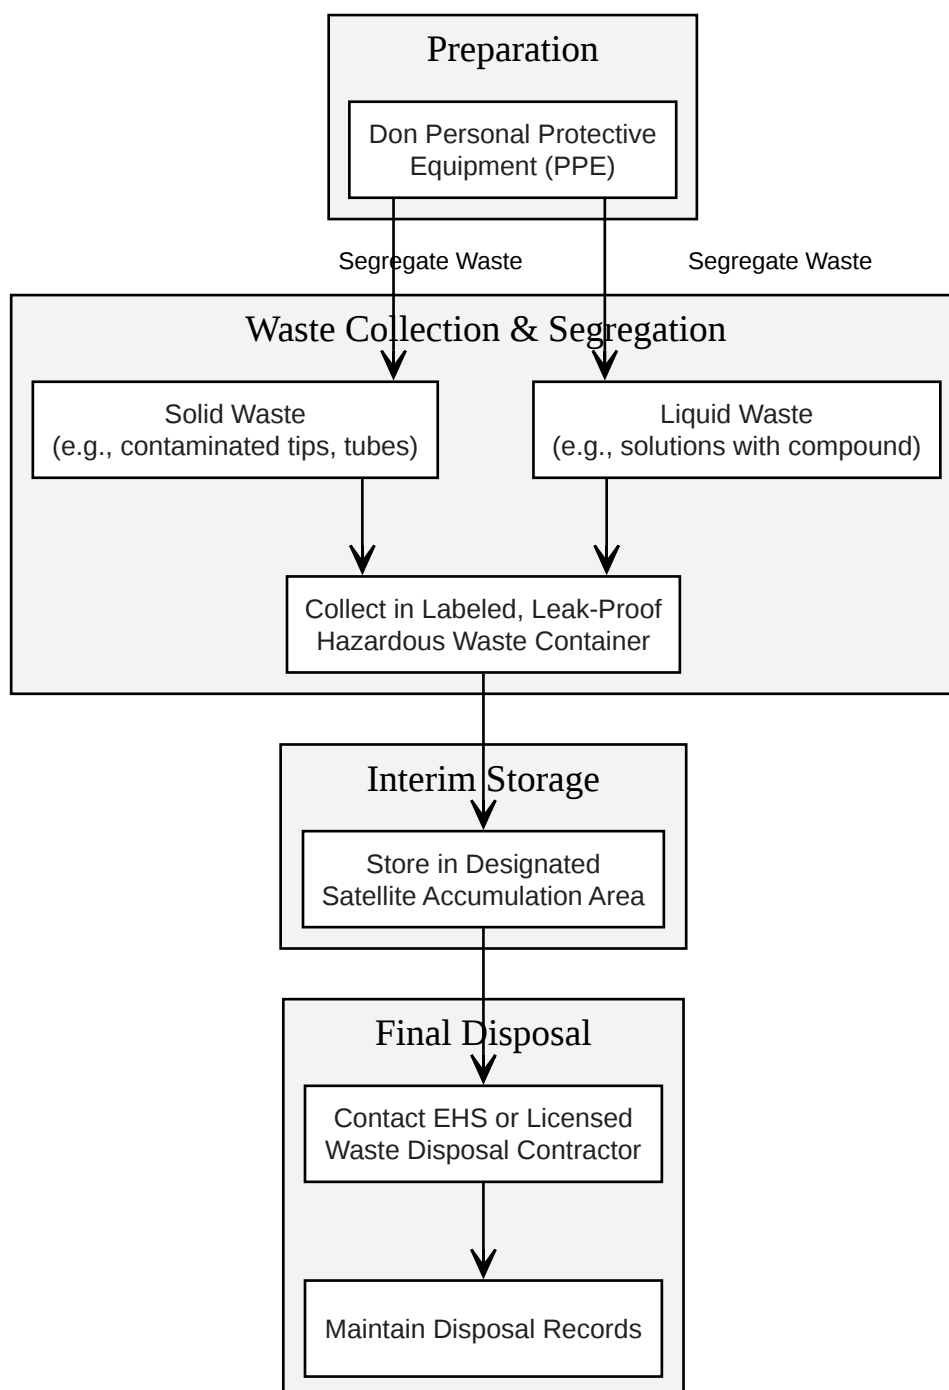 Preparation
Don Personal Protective
Equipment (PPE)
Segregate Waste
Segregate Waste
Waste Collection & Segregation
Solid Waste
(e.g., contaminated tips, tubes)
Liquid Waste
(e.g., solutions with compound)
Collect in Labeled, Leak-Proof
Hazardous Waste Container
Interim Storage
Store in Designated
Satellite Accumulation Area
Final Disposal
Contact EHS or Licensed
Waste Disposal Contractor
Maintain Disposal Records